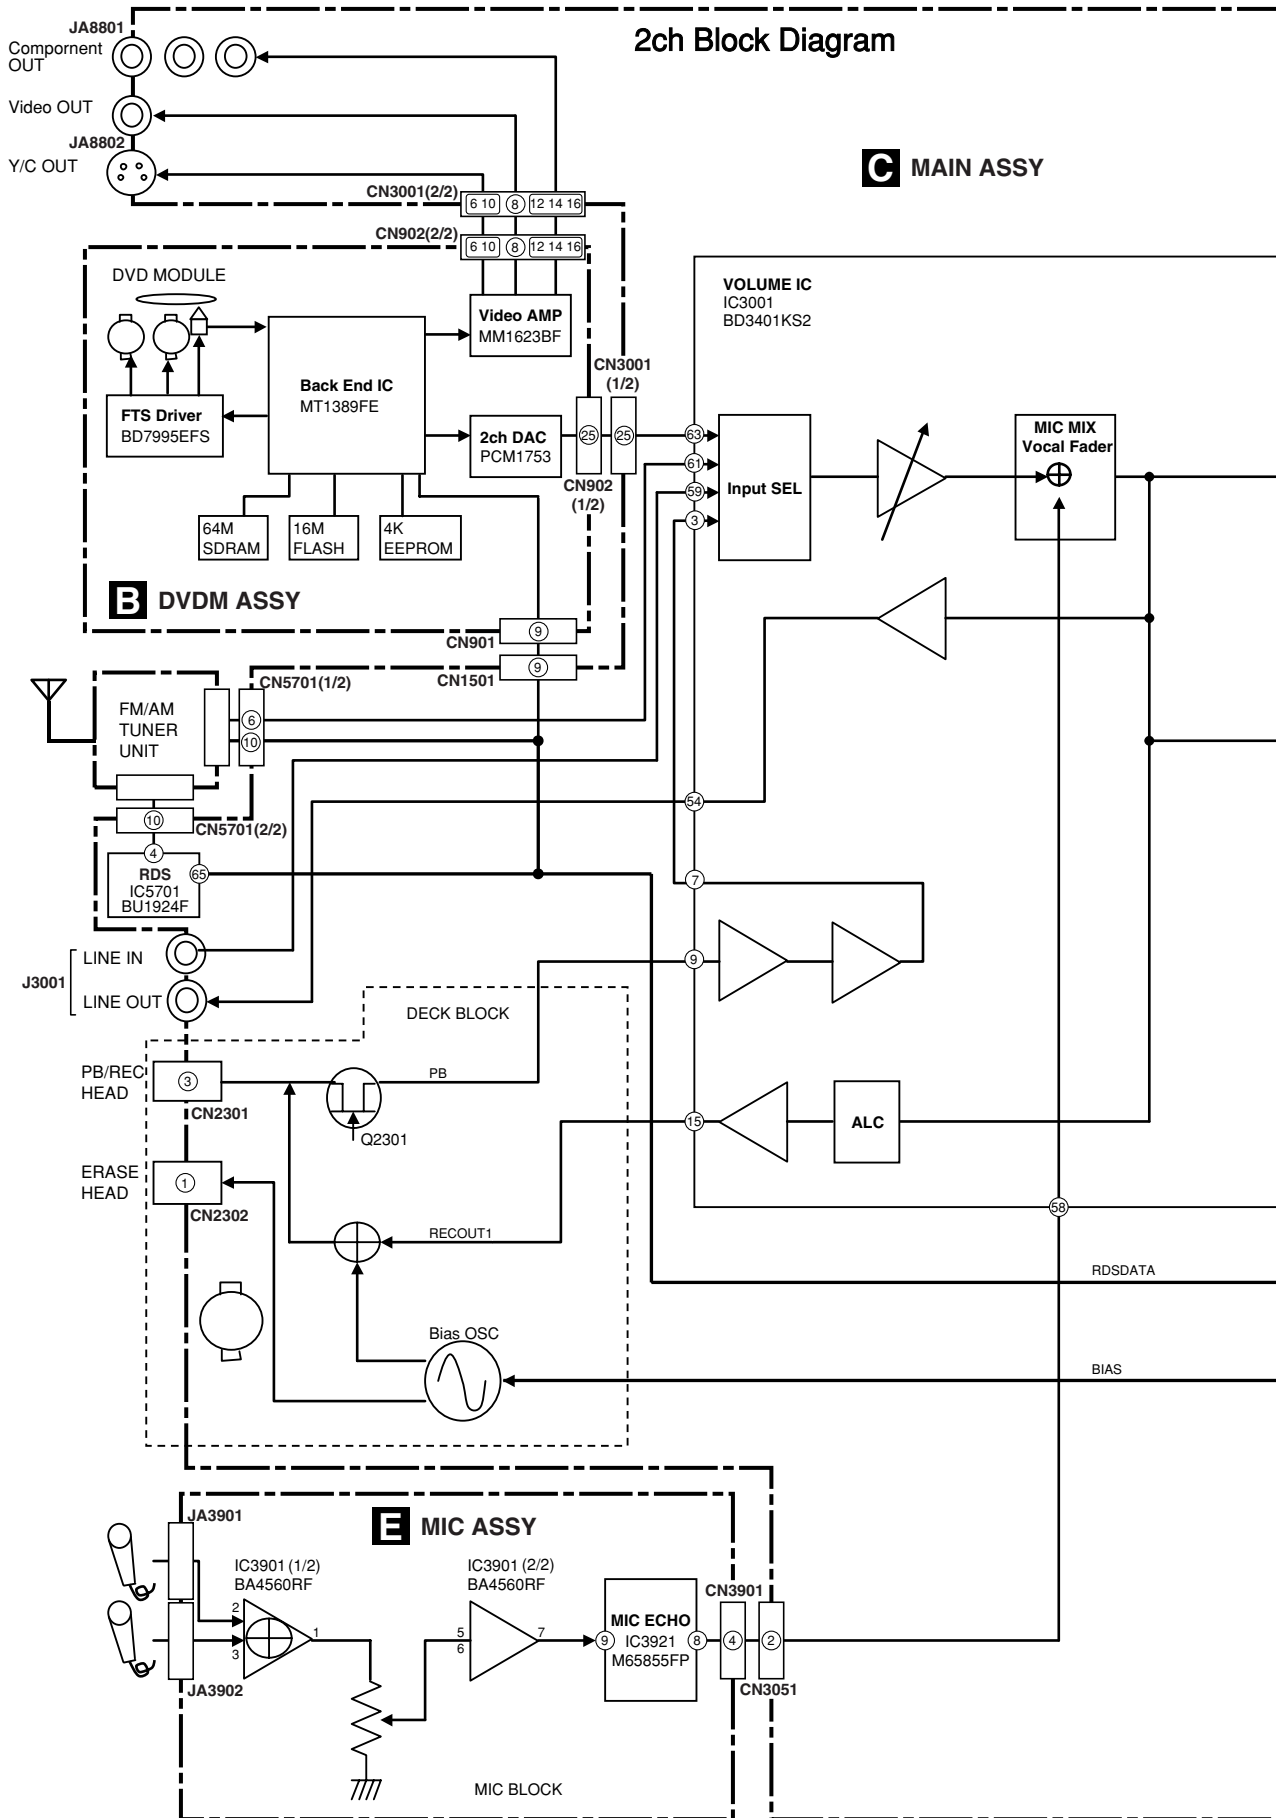 2ch Block Diagram
JA8801
Compornent
OUT
Video OUT
JA8802
Y/C OUT
C MAIN ASSY
CN3001(2/2)
6 10 8 12 14 16
CN902(2/2)
6 10 8 12 14 16
DVD MODULE
Video AMP
MM1623BF
Back End IC
MT1389FE
FTS Driver
BD7995EFS
2ch DAC
PCM1753
CN3001
(1/2)
25
25
CN902
(1/2)
64M
SDRAM
16M
FLASH
4K
EEPROM
B DVDM ASSY
CN901
9
CN1501
9
VOLUME IC
IC3001
BD3401KS2
63
61
59
3
Input SEL
MIC MIX
Vocal Fader
CN5701(1/2)
FM/AM
TUNER
UNIT
6
10
10
CN5701(2/2)
4
RDS
IC5701
BU1924F
65
54
7
9
J3001
LINE IN
LINE OUT
DECK BLOCK
PB/REC
HEAD
3
CN2301
PB
Q2301
15
ALC
ERASE
HEAD
1
CN2302
RECOUT1
58
RDSDATA
Bias OSC
BIAS
E MIC ASSY
JA3901
IC3901 (1/2)
BA4560RF
2
3
1
JA3902
IC3901 (2/2)
BA4560RF
5
6
7
MIC ECHO
IC3921
M65855FP
9
8
CN3901
4
2
CN3051
MIC BLOCK